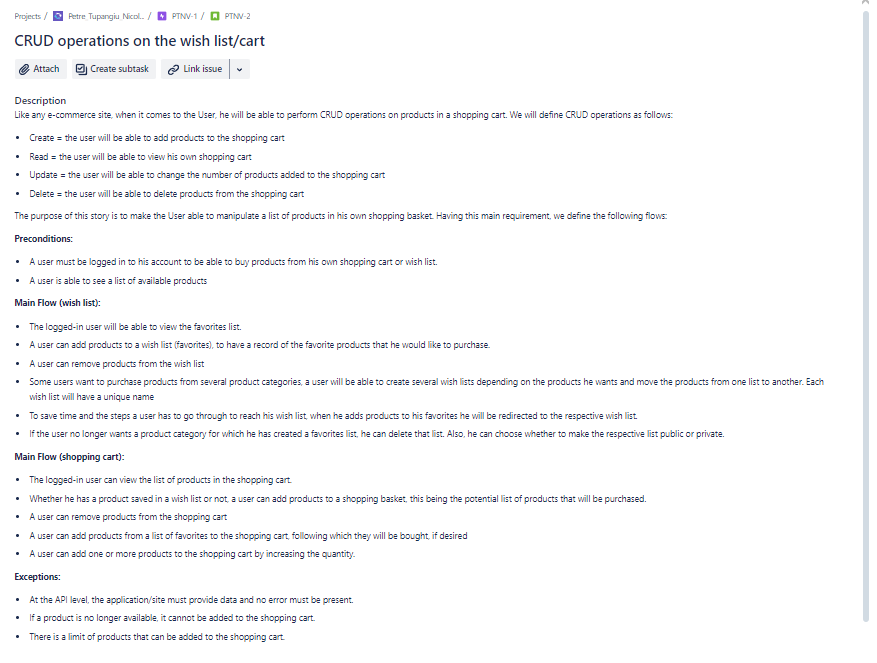 Projects / Petre_Tupangiu_Nicol... / PTNV-1 / PTNV-2
CRUD operations on the wish list/cart
Attach Create subtask Link issue
Description
Like any e-commerce site, when it comes to the User, he will be able to perform CRUD operations on products in a shopping cart. We will define CRUD operations as follows:
• Create = the user will be able to add products to the shopping cart
• Read = the user will be able to view his own shopping cart
• Update = the user will be able to change the number of products added to the shopping cart
• Delete = the user will be able to delete products from the shopping cart
The purpose of this story is to make the User able to manipulate a list of products in his own shopping basket. Having this main requirement, we define the following flows:
Preconditions:
• A user must be logged in to his account to be able to buy products from his own shopping cart or wish list.
• A user is able to see a list of available products
Main Flow (wish list):
• The logged-in user will be able to view the favorites list.
• A user can add products to a wish list (favorites), to have a record of the favorite products that he would like to purchase.
• A user can remove products from the wish list
• Some users want to purchase products from several product categories, a user will be able to create several wish lists depending on the products he wants and move the products from one list to another. Each
wish list will have a unique name
• To save time and the steps a user has to go through to reach his wish list, when he adds products to his favorites he will be redirected to the respective wish list.
• If the user no longer wants a product category for which he has created a favorites list, he can delete that list. Also, he can choose whether to make the respective list public or private.
Main Flow (shopping cart):
• The logged-in user can view the list of products in the shopping cart.
• Whether he has a product saved in a wish list or not, a user can add products to a shopping basket, this being the potential list of products that will be purchased.
• A user can remove products from the shopping cart
• A user can add products from a list of favorites to the shopping cart, following which they will be bought, if desired
• A user can add one or more products to the shopping cart by increasing the quantity.
Exceptions:
• At the API level, the application/site must provide data and no error must be present.
• If a product is no longer available, it cannot be added to the shopping cart.
• There is a limit of products that can be added to the shopping cart.